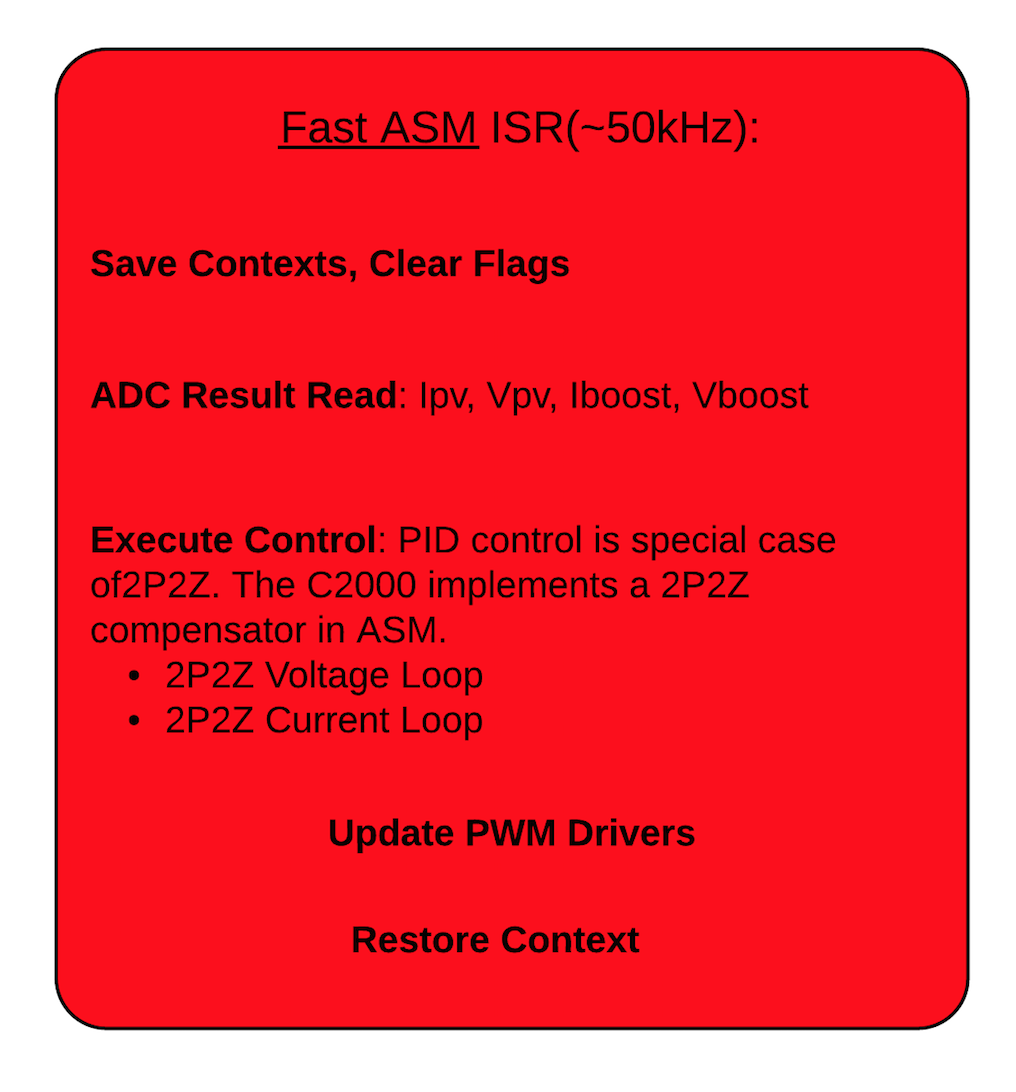 Fast ASM ISR(~50kHz):
Save Contexts, Clear Flags
ADC Result Read: Ipv, Vpv, Iboost, Vboost
Execute Control: PID control is special case
of2P2Z. The C2000 implements a 2P2Z
compensator in ASM.
• 2P2Z Voltage Loop
• 2P2Z Current Loop
Update PWM Drivers
Restore Context